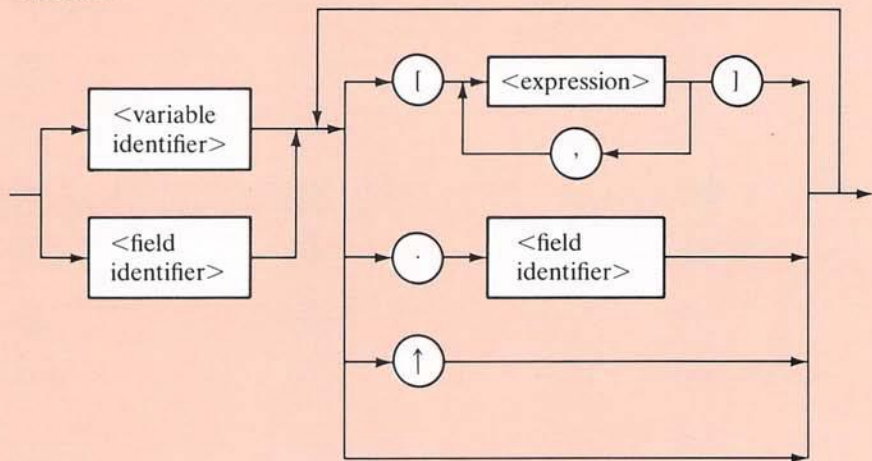 [
<expression>
]
,
<variable
identifier>
<field
identifier>
.
<field
identifier>
↑